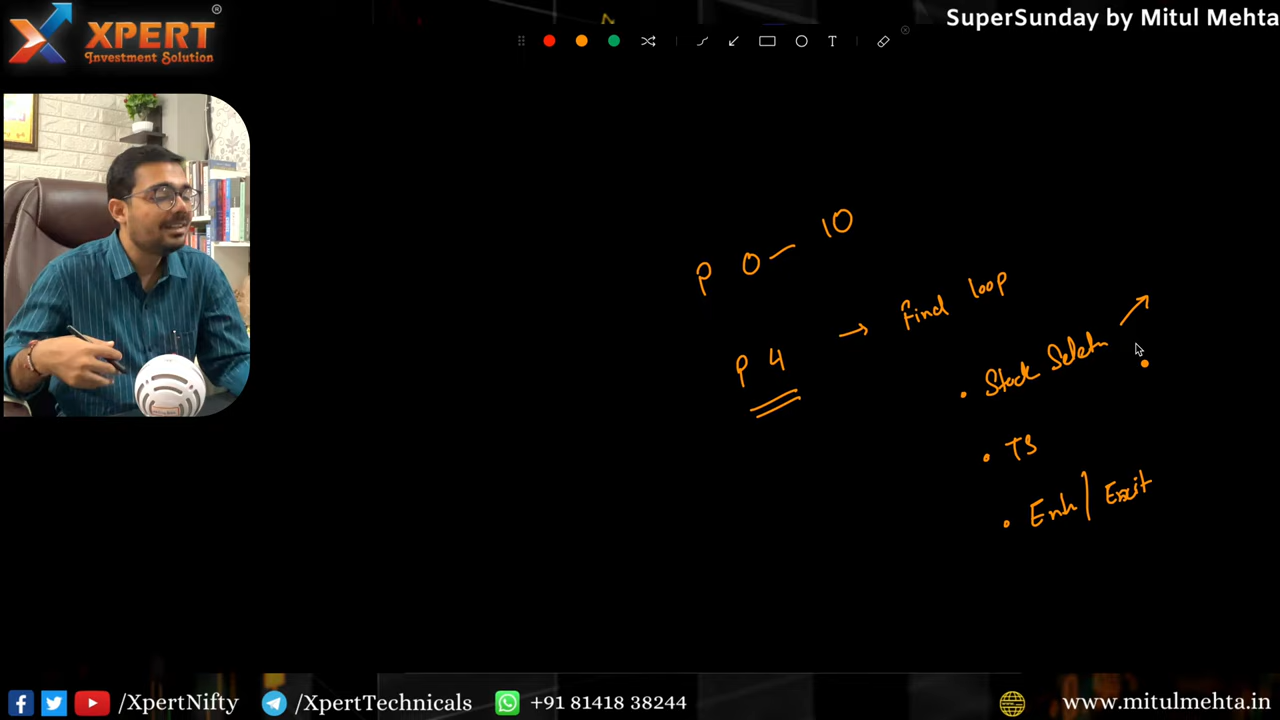 SuperSunday by Mitul Mehta
XPERT
Investment Solution
®
T
P 0 - 10
P 4 → Find loop
• Stock Selectn
• TS
• Entr / Exit
/XpertNifty
/XpertTechnicals
+91 81418 38244
www.mitulmehta.in